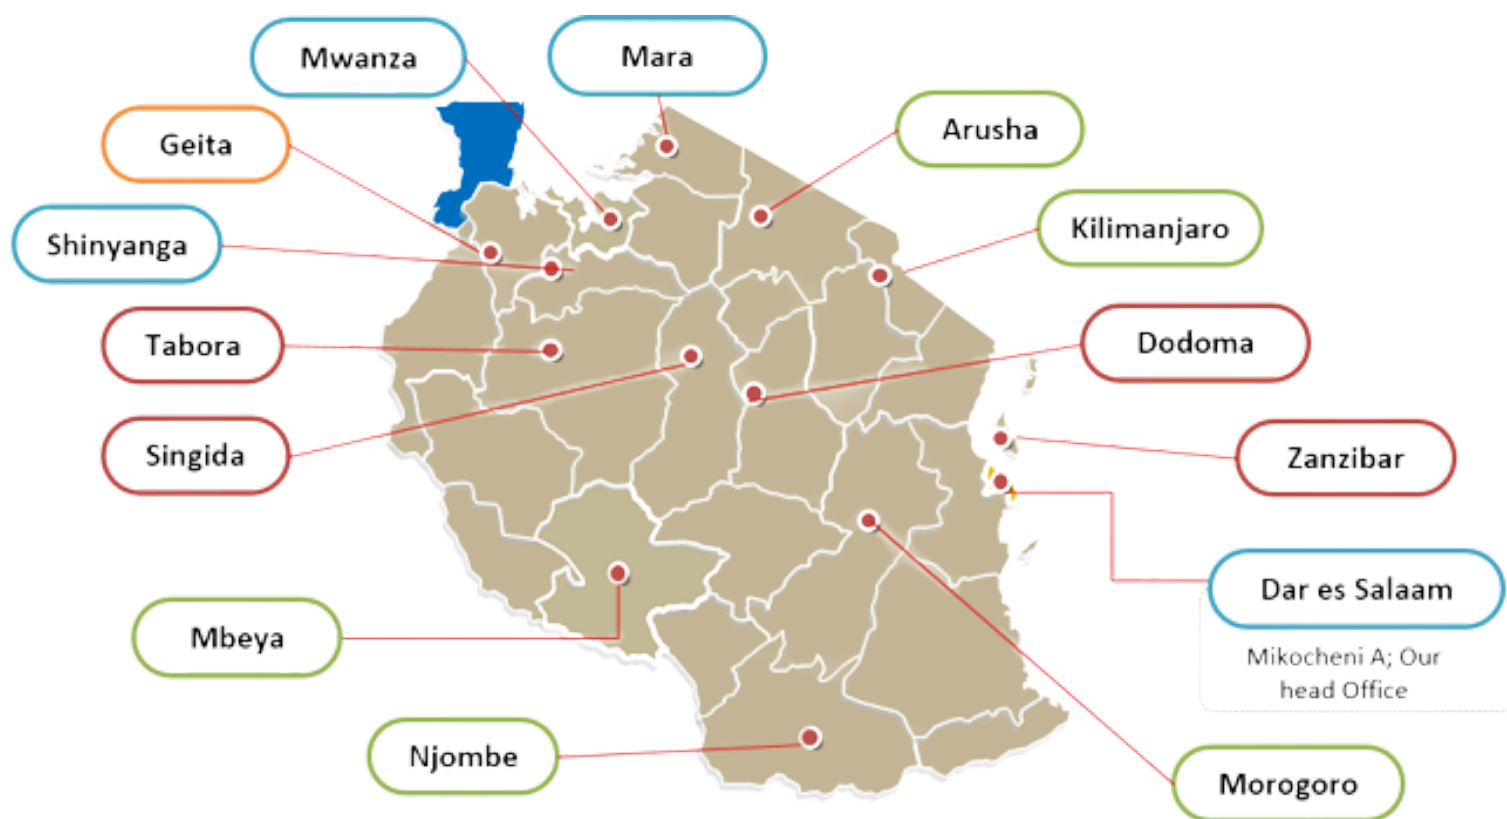 Mwanza
Mara
Geita
Arusha
Shinyanga
Kilimanjaro
Tabora
Dodoma
Singida
Zanzibar
Dar es Salaam
Mikocheni A; Our
head Office
Mbeya
Njombe
Morogoro